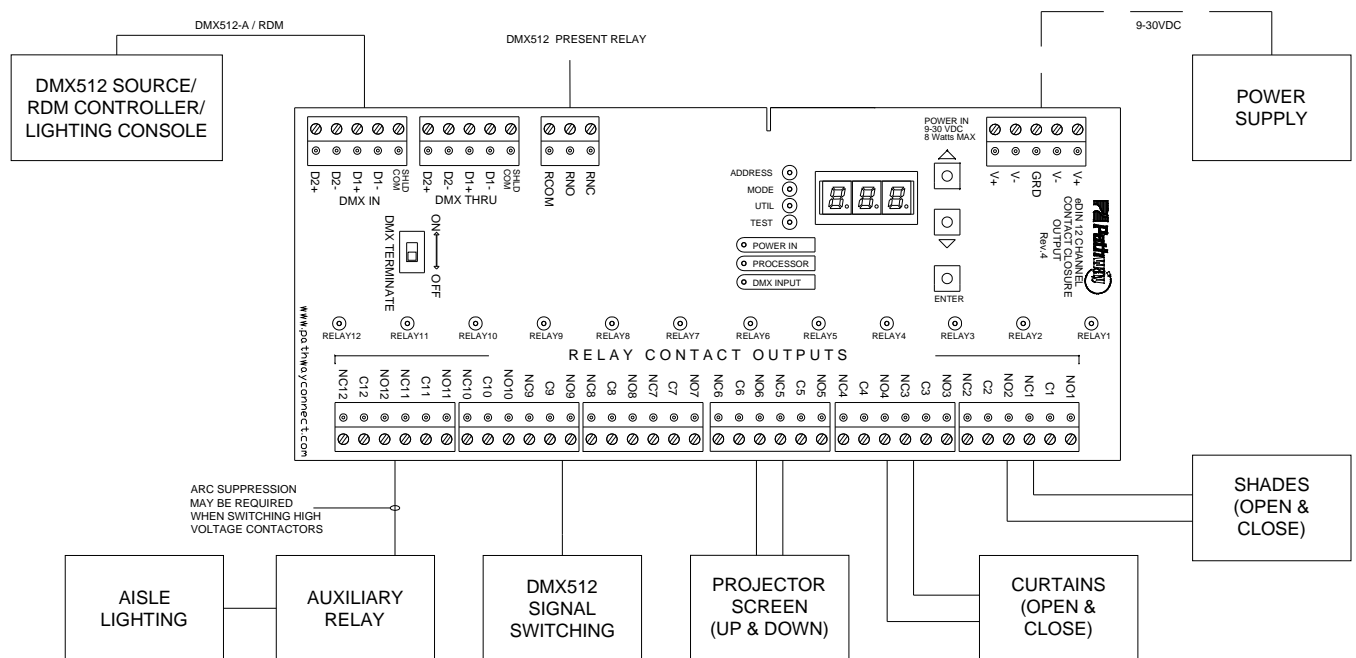 DMX512-A / RDM
DMX512 PRESENT RELAY
9-30VDC
DMX512 SOURCE/
RDM CONTROLLER/
LIGHTING CONSOLE
POWER
SUPPLY
POWER IN
9-30 VDC
8 Watts MAX
D2+ D2- D1+ D1- SHLD COM
DMX IN
D2+ D2- D1+ D1- SHLD COM
DMX THRU
RCOM RNO RNC
ADDRESS
MODE
UTIL
TEST
8.8.8.
POWER IN
PROCESSOR
DMX INPUT
ENTER
V+ V- GRD V- V+
Pathway
eDIN 12 CHANNEL
CONTACT CLOSURE
OUTPUT
Rev.4
DMX TERMINATE
ON OFF
www.pathwayconnect.com
RELAY12 RELAY11 RELAY10 RELAY9 RELAY8 RELAY7 RELAY6 RELAY5 RELAY4 RELAY3 RELAY2 RELAY1
RELAY CONTACT OUTPUTS
NC12 C12 NO12 NC11 C11 NO11 NC10 C10 NO10 NC9 C9 NO9 NC8 C8 NO8 NC7 C7 NO7 NC6 C6 NO6 NC5 C5 NO5 NC4 C4 NO4 NC3 C3 NO3 NC2 C2 NO2 NC1 C1 NO1
ARC SUPPRESSION
MAY BE REQUIRED
WHEN SWITCHING HIGH
VOLTAGE CONTACTORS
AISLE
LIGHTING
AUXILIARY
RELAY
DMX512
SIGNAL
SWITCHING
PROJECTOR
SCREEN
(UP & DOWN)
CURTAINS
(OPEN &
CLOSE)
SHADES
(OPEN &
CLOSE)